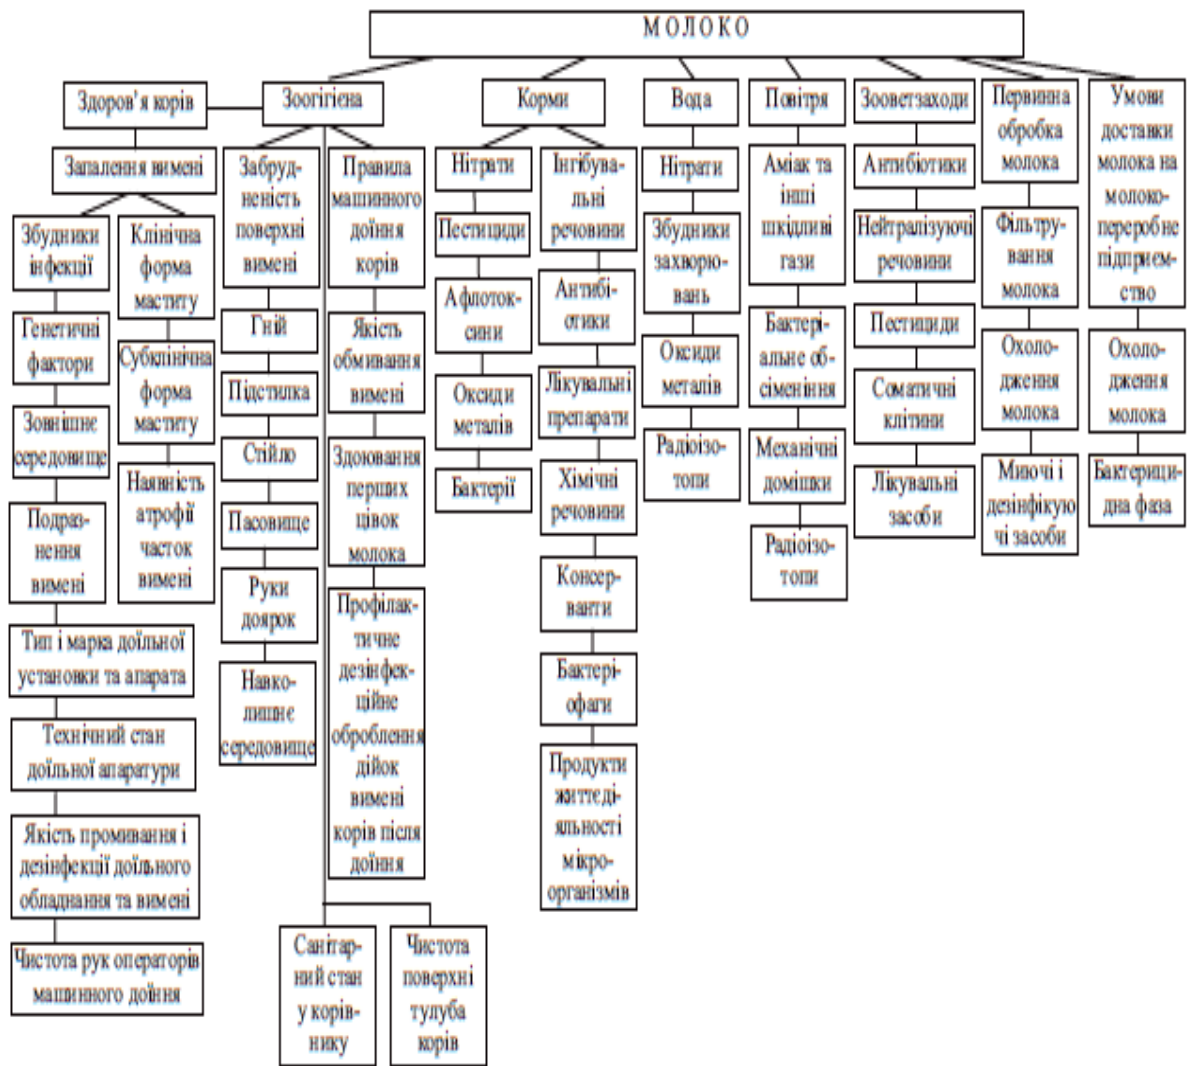 МОЛОКО
Здоров'я корів
Зоогігієна
Корми
Вода
Повітря
Зооветзаходи
Первинна
обробка
молока
Умови
доставки
молока на
молоко-
переробне
підприєм-
ство
Запалення вимені
Збудники
інфекції
Генетичні
фактори
Зовнішнє
середовище
Подраз-
нення
вимені
Клінічна
форма
маститу
Субклінічна
форма
маститу
Наявність
атрофії
часток
вимені
Тип і марка доїльної
установки та апарата
Технічний стан
доїльної апаратури
Якість промивання і
дезінфекції доїльного
обладнання та вимені
Чистота рук операторів
машинного доїння
Забруд-
неність
поверхні
вимені
Гній
Підстилка
Стійло
Пасовище
Руки
доярок
Навко-
лишнє
середовище
Правила
машинного
доїння
корів
Якість
обмивання
вимені
Здоювання
перших
цівок
молока
Профілак-
тичне
дезінфек-
ційне
оброблення
дійок
вимені
корів після
доїння
Санітар-
ний стан
у корів-
нику
Чистота
поверхні
тулуба
корів
Нітрати
Пестициди
Афлоток-
сини
Оксиди
металів
Бактерії
Інгібува-
льні
речовини
Антибі-
отики
Лікувальні
препарати
Хімічні
речовини
Консер-
ванти
Бактері-
офаги
Продукти
життєді-
яльності
мікро-
організмів
Нітрати
Збудники
захворю-
вань
Оксиди
металів
Радіоізо-
топи
Аміак та
інші
шкідливі
гази
Бактері-
альне об-
сіменіння
Механічні
домішки
Радіоізо-
топи
Антибіотики
Нейтралізуючі
речовини
Пестициди
Соматичні
клітини
Лікувальні
засоби
Фільтру-
вання
молока
Охоло-
дження
молока
Миючі і
дезінфікую
чі засоби
Охоло-
дження
молока
Бактерици-
дна фаза